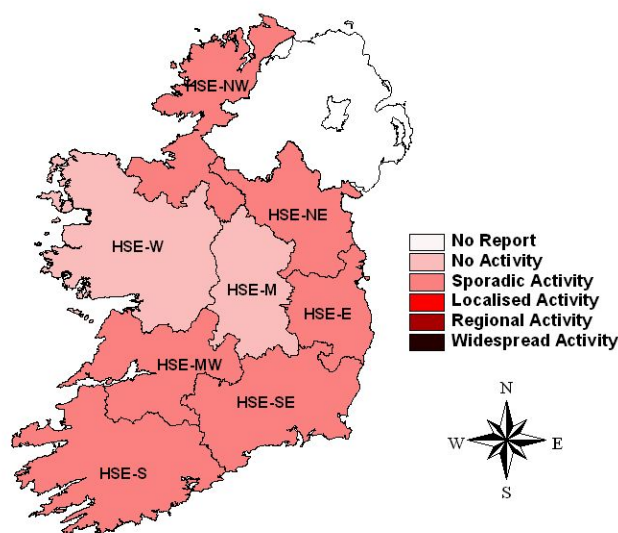 HSE-NW
HSE-NE
HSE-W
HSE-M
HSE-E
HSE-MW
HSE-SE
HSE-S
No Report
No Activity
Sporadic Activity
Localised Activity
Regional Activity
Widespread Activity
N
W E
S